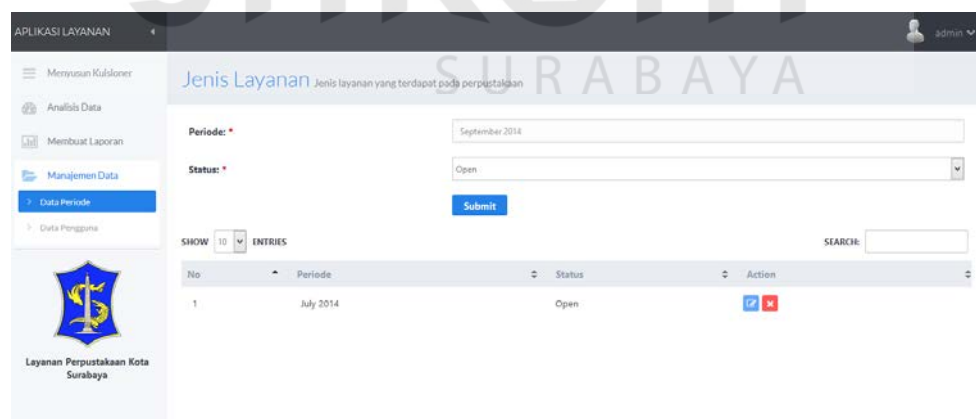 APLIKASI LAYANAN
admin
SURABAYA
Menyusun Kuisioner
Analisis Data
Membuat Laporan
Manajemen Data
Data Periode
Data Pengguna
Layanan Perpustakaan Kota
Surabaya
Jenis Layanan Jenis layanan yang terdapat pada perpustakaan
Periode: * September 2014
Status: * Open
Submit
SHOW 10 ENTRIES SEARCH:
No Periode Status Action
1 July 2014 Open